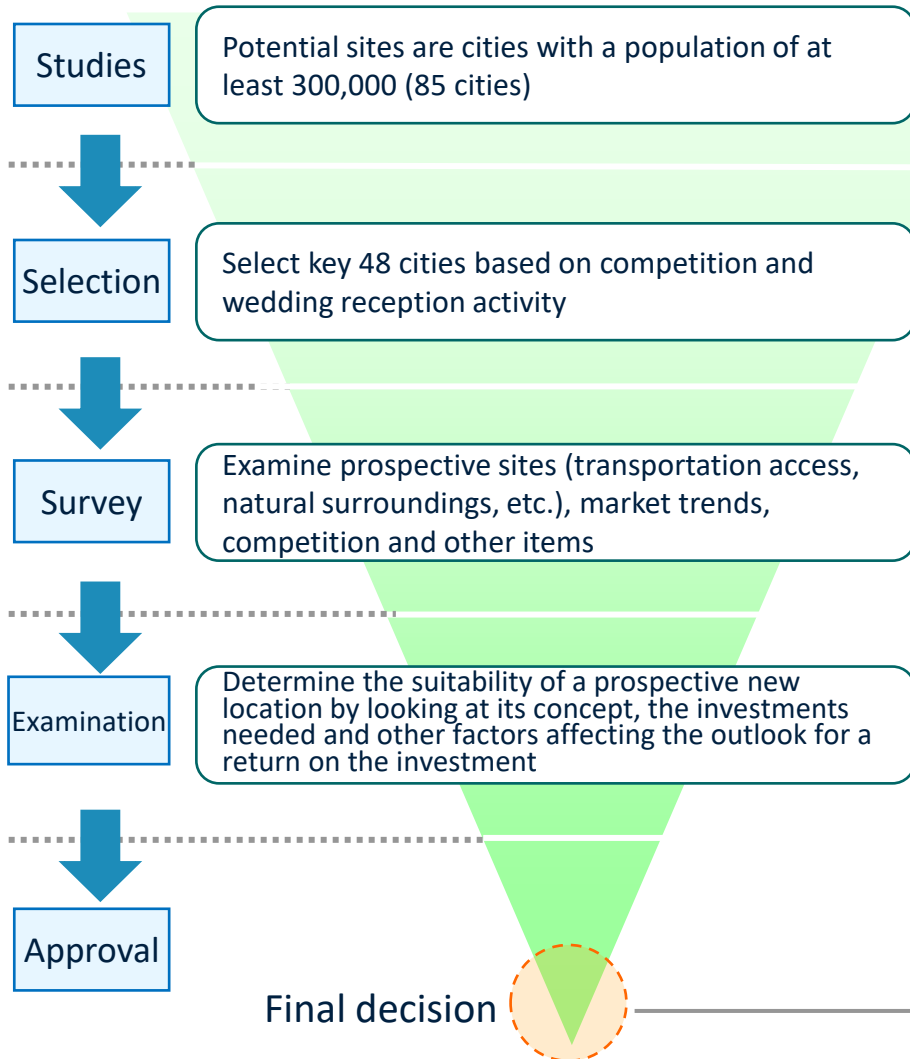 Studies
Potential sites are cities with a population of at
least 300,000 (85 cities)
Selection
Select key 48 cities based on competition and
wedding reception activity
Survey
Examine prospective sites (transportation access,
natural surroundings, etc.), market trends,
competition and other items
Examination
Determine the suitability of a prospective new
location by looking at its concept, the investments
needed and other factors affecting the outlook for a
return on the investment
Approval
Final decision